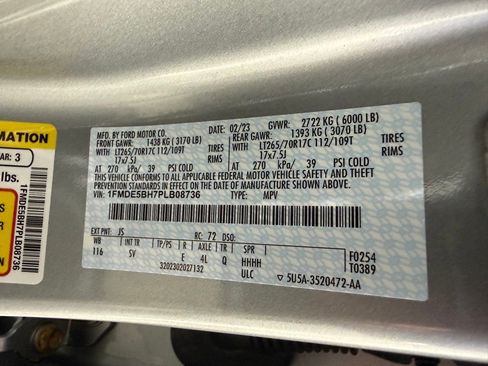 MFD. BY FORD MOTOR CO.
DATE: 02/23 GVWR: 2722 KG ( 6000 LB)
FRONT GAWR: 1438 KG ( 3170 LB)
REAR GAWR: 1393 KG ( 3070 LB)
LT265/70R17C 112/109T TIRES
LT265/70R17C 112/109T TIRES
17x7.5J RIMS
17x7.5J RIMS
AT 270 kPa/ 39 PSI COLD
AT 270 kPa/ 39 PSI COLD
THIS VEHICLE CONFORMS TO ALL APPLICABLE FEDERAL MOTOR VEHICLE SAFETY AND THEFT PREVENTION STANDARDS IN EFFECT ON THE DATE OF MANUFACTURE SHOWN ABOVE.
VIN: 1FMDE5BH7PLB08736
TYPE: MPV
EXT PNT: JS RC: 72 DSO:
WB INT TR TP/PS R AXLE TR SPR
116 SV E 4L Q HHHH
3202302027132 ULC
F0254
T0389
5U5A-3520472-AA
MATION
AR: 3
lbs.
1FMDE5BH7PLB08736